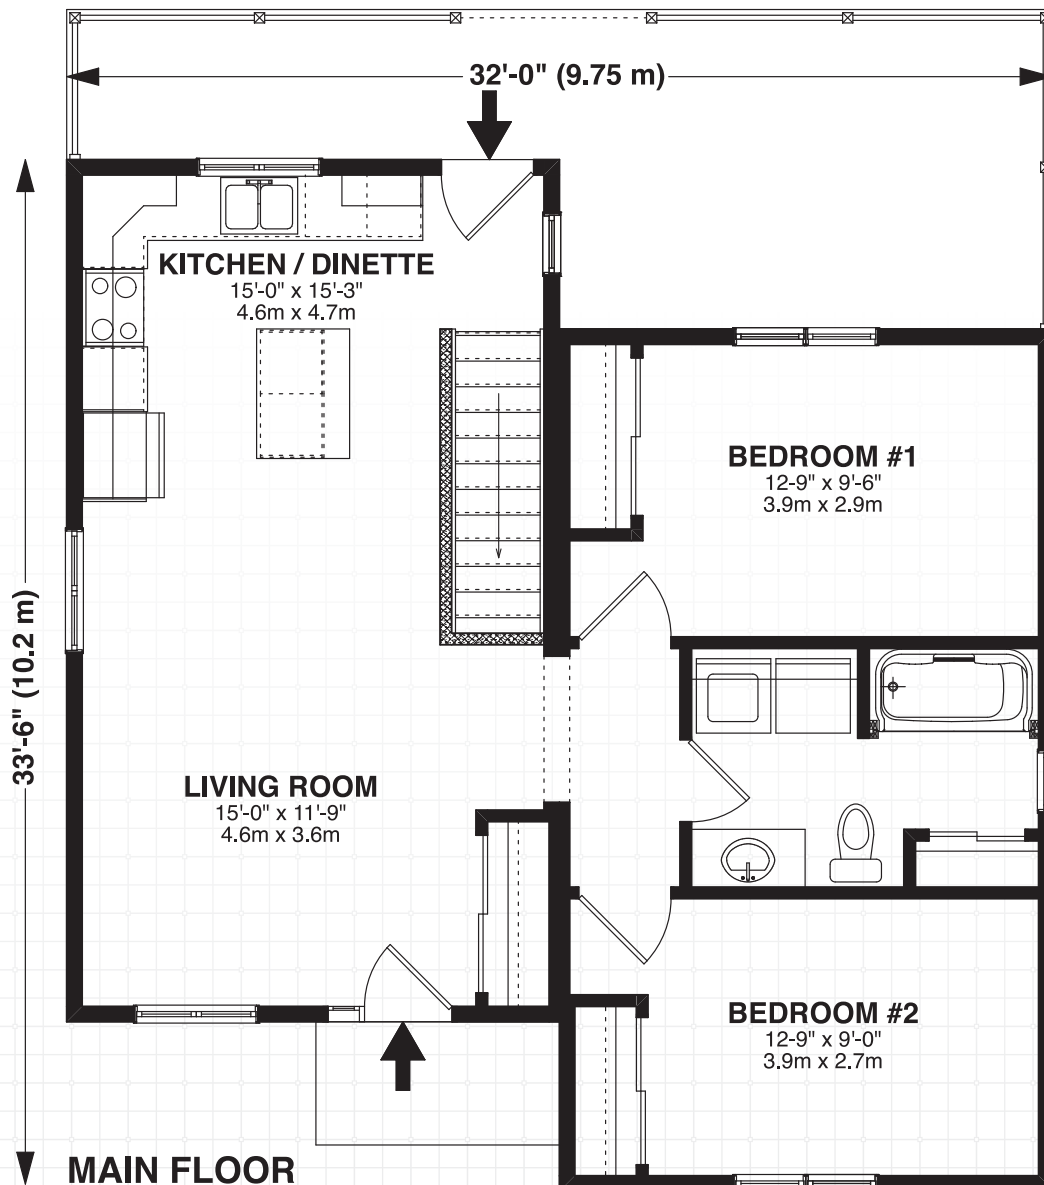 32'-0" (9.75 m)
KITCHEN / DINETTE
15'-0" x 15'-3"
4.6m x 4.7m
BEDROOM #1
12-9" x 9'-6"
3.9m x 2.9m
33'-6" (10.2 m)
LIVING ROOM
15'-0" x 11'-9"
4.6m x 3.6m
BEDROOM #2
12-9" x 9'-0"
3.9m x 2.7m
MAIN FLOOR